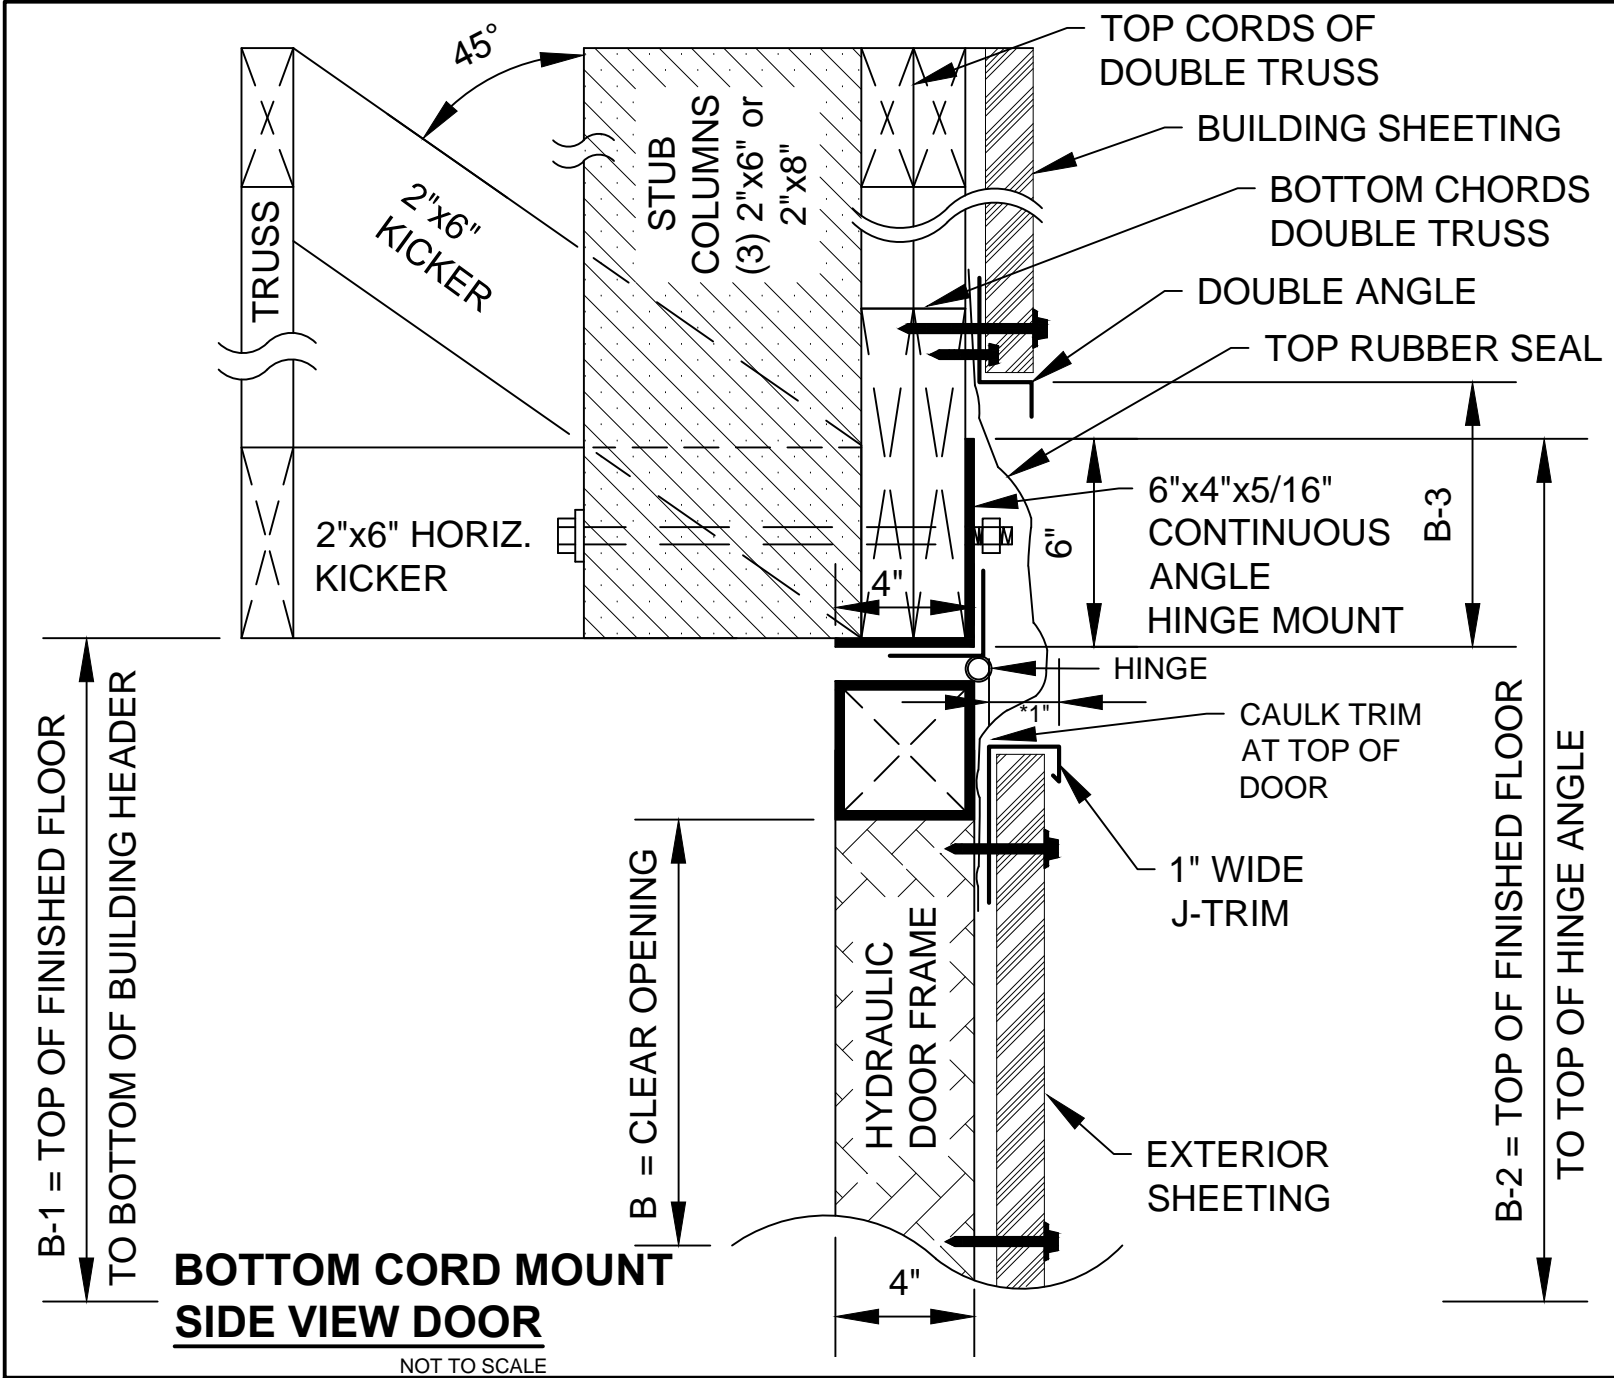 TOP CORDS OF
DOUBLE TRUSS
BUILDING SHEETING
BOTTOM CHORDS
DOUBLE TRUSS
DOUBLE ANGLE
TOP RUBBER SEAL
45°
2"x6"
KICKER
TRUSS
STUB
COLUMNS
(3) 2"x6" or
2"x8"
2"x6" HORIZ.
KICKER
4"
6"
6"x4"x5/16"
CONTINUOUS
ANGLE
HINGE MOUNT
B-3
HINGE
*1"
CAULK TRIM
AT TOP OF
DOOR
1" WIDE
J-TRIM
B-1 = TOP OF FINISHED FLOOR
TO BOTTOM OF BUILDING HEADER
B = CLEAR OPENING
HYDRAULIC
DOOR FRAME
EXTERIOR
SHEETING
B-2 = TOP OF FINISHED FLOOR
TO TOP OF HINGE ANGLE
4"
BOTTOM CORD MOUNT
SIDE VIEW DOOR
NOT TO SCALE